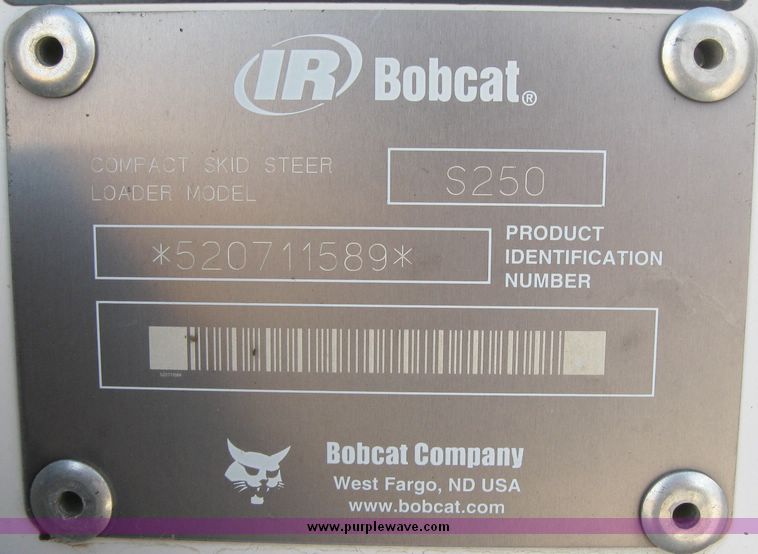 IR Bobcat®
COMPACT SKID STEER
LOADER MODEL
S250
*520711589*
PRODUCT
IDENTIFICATION
NUMBER
520711589
Bobcat Company
West Fargo, ND USA
www.bobcat.com
www.purplewave.com